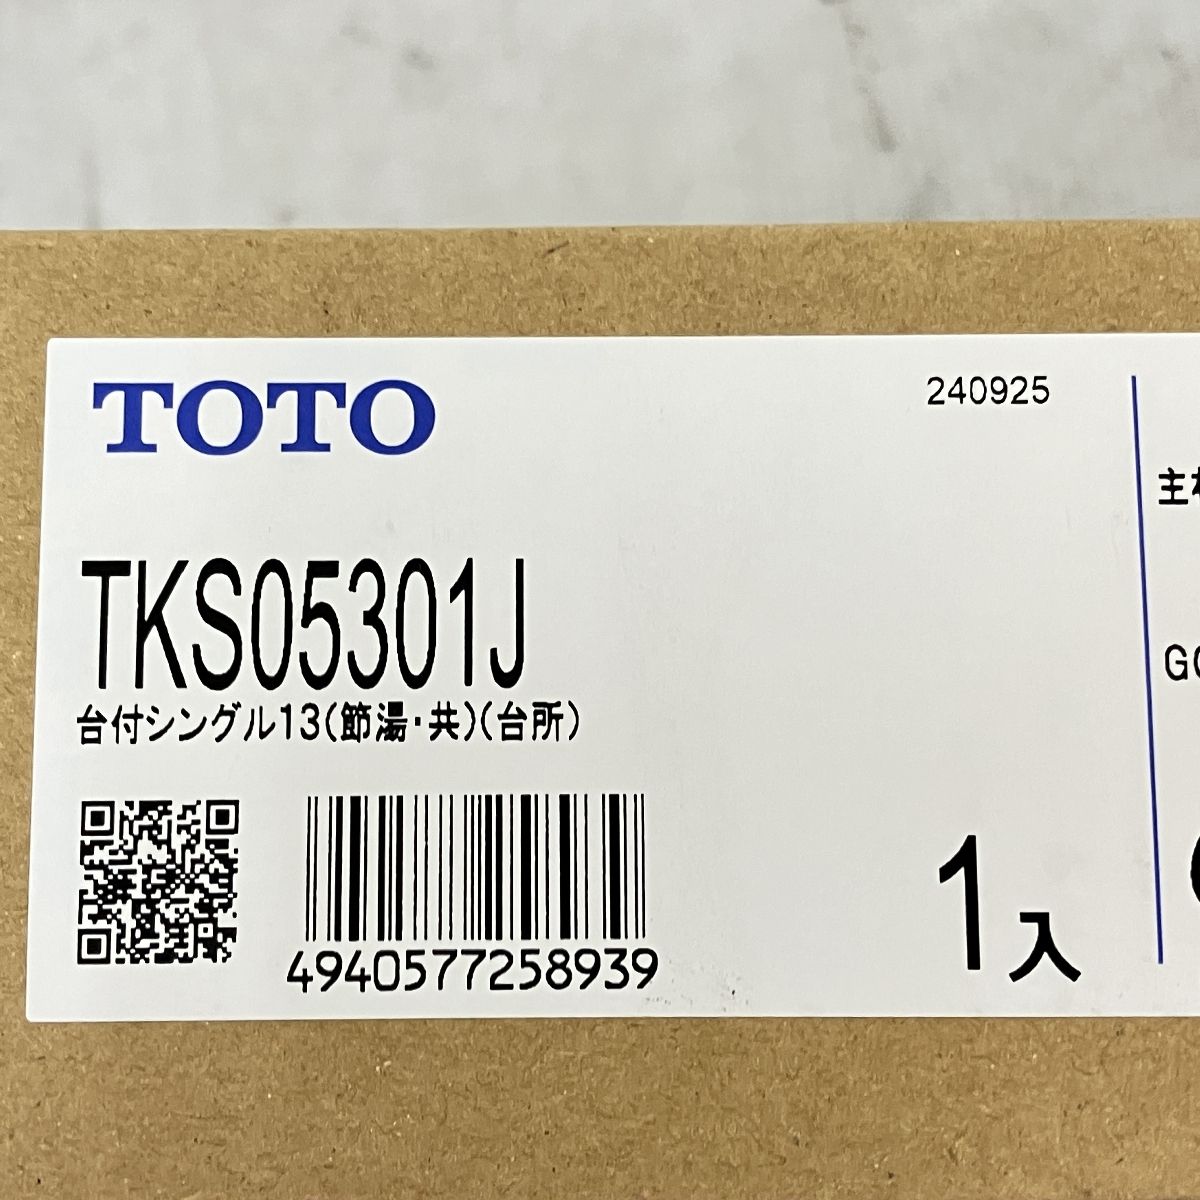 TOTO
240925
TKS05301J
台付シングル13(節湯・共)(台所)
4940577258939
1入
主